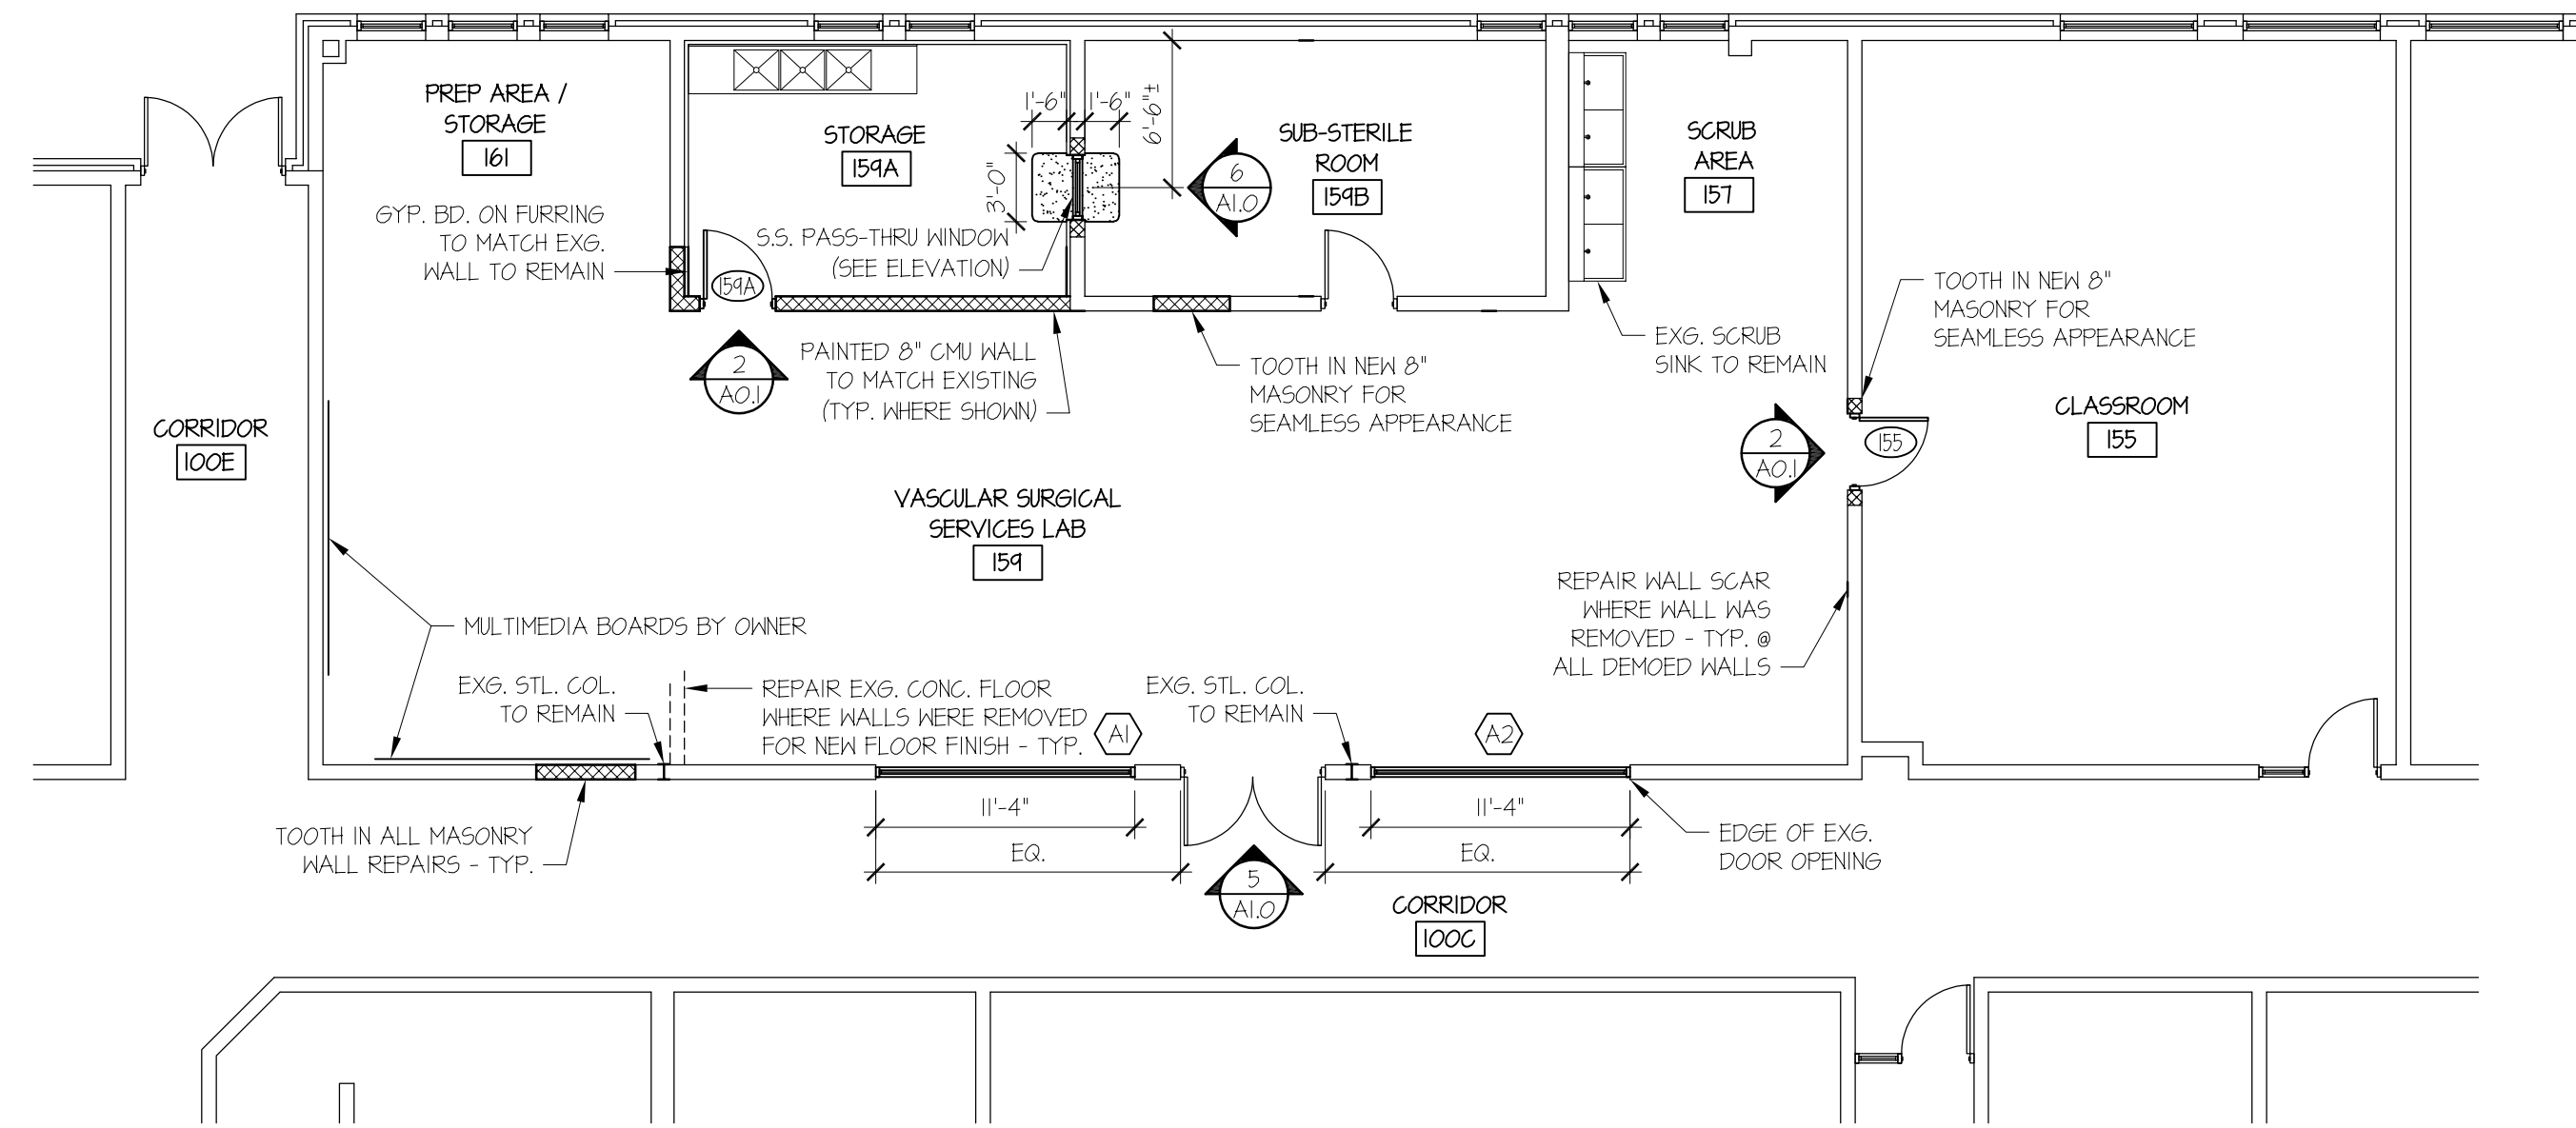 PREP AREA /
STORAGE
161
GYP. BD. ON FURRING
TO MATCH EXG.
WALL TO REMAIN
STORAGE
159A
1'-6"
1'-6"
6'-6"±
3'-0"
S.S. PASS-THRU WINDOW
(SEE ELEVATION)
6
A1.0
SUB-STERILE
ROOM
159B
SCRUB
AREA
157
159A
2
A0.1
PAINTED 8" CMU WALL
TO MATCH EXISTING
(TYP. WHERE SHOWN)
TOOTH IN NEW 8"
MASONRY FOR
SEAMLESS APPEARANCE
EXG. SCRUB
SINK TO REMAIN
TOOTH IN NEW 8"
MASONRY FOR
SEAMLESS APPEARANCE
CORRIDOR
100E
2
A0.1
155
CLASSROOM
155
VASCULAR SURGICAL
SERVICES LAB
159
MULTIMEDIA BOARDS BY OWNER
REPAIR WALL SCAR
WHERE WALL WAS
REMOVED - TYP. @
ALL DEMOED WALLS
EXG. STL. COL.
TO REMAIN
REPAIR EXG. CONC. FLOOR
WHERE WALLS WERE REMOVED
FOR NEW FLOOR FINISH - TYP.
A1
EXG. STL. COL.
TO REMAIN
A2
TOOTH IN ALL MASONRY
WALL REPAIRS - TYP.
11'-4"
EQ.
11'-4"
EQ.
EDGE OF EXG.
DOOR OPENING
5
A1.0
CORRIDOR
100C